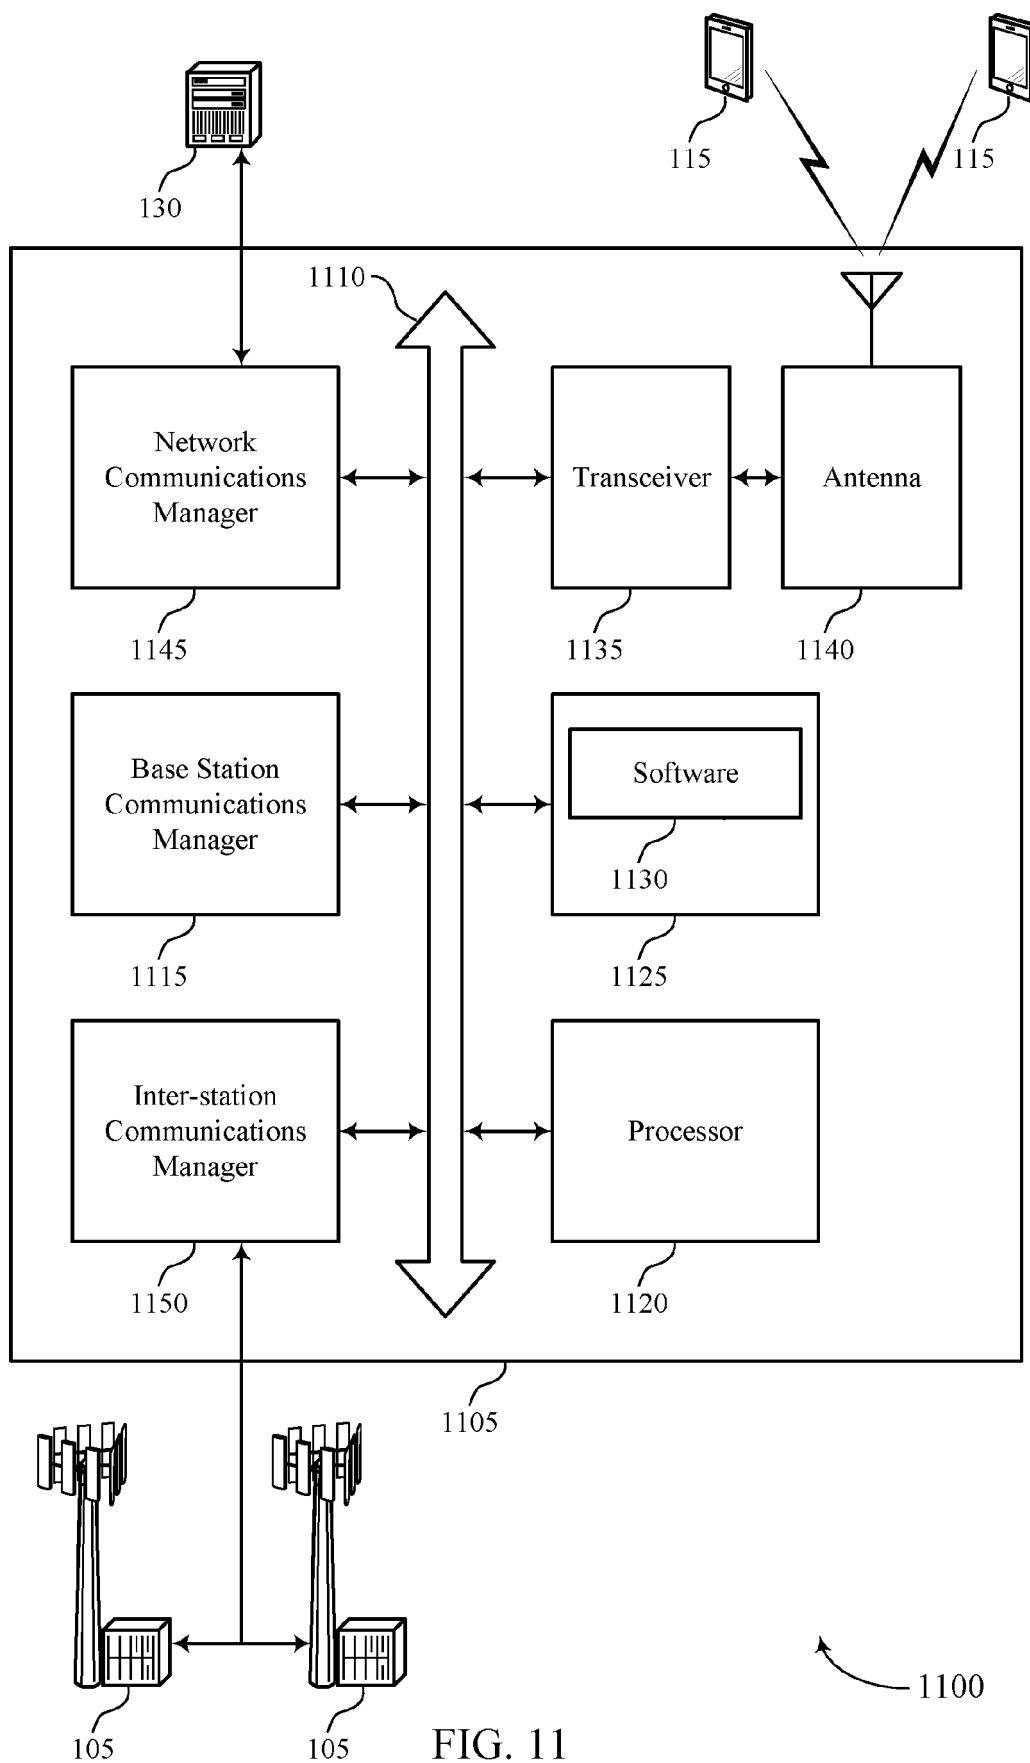 130
115
115
1110
Network
Communications
Manager
1145
Transceiver
1135
Antenna
1140
Base Station
Communications
Manager
1115
Software
1130
1125
Inter-station
Communications
Manager
1150
Processor
1120
1105
105
105
1100
FIG. 11